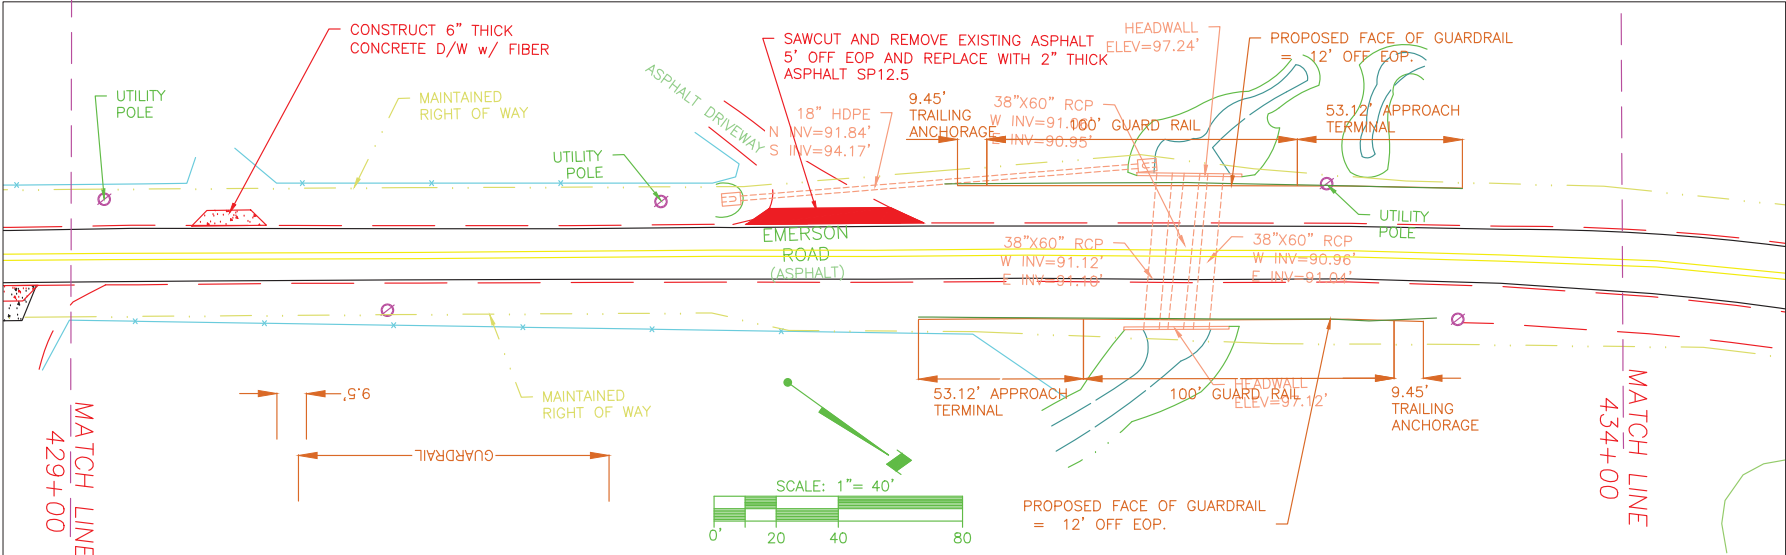 CONSTRUCT 6" THICK
CONCRETE D/W w/ FIBER
UTILITY
POLE
MAINTAINED
RIGHT OF WAY
UTILITY
POLE
ASPHALT DRIVEWAY
SAWCUT AND REMOVE EXISTING ASPHALT
5' OFF EOP AND REPLACE WITH 2" THICK
ASPHALT SP12.5
18" HDPE
N INV=91.84'
S INV=94.17'
HEADWALL
ELEV=97.24'
PROPOSED FACE OF GUARDRAIL
= 12' OFF EOP.
9.45'
TRAILING
ANCHORAGE
38"X60" RCP
W INV=91.06'
INV=90.95'
100' GUARD RAIL
53.12' APPROACH
TERMINAL
UTILITY
POLE
EMERSON
ROAD
(ASPHALT)
38"X60" RCP
W INV=91.12'
E INV=91.10'
38"X60" RCP
W INV=90.96'
E INV=91.04'
MAINTAINED
RIGHT OF WAY
9.5'
GUARDRAIL
53.12' APPROACH
TERMINAL
100' GUARD RAIL
HEADWALL
ELEV=97.12'
9.45'
TRAILING
ANCHORAGE
PROPOSED FACE OF GUARDRAIL
= 12' OFF EOP.
SCALE: 1"= 40'
0' 20 40 80
MATCH LINE
429+00
MATCH LINE
434+00